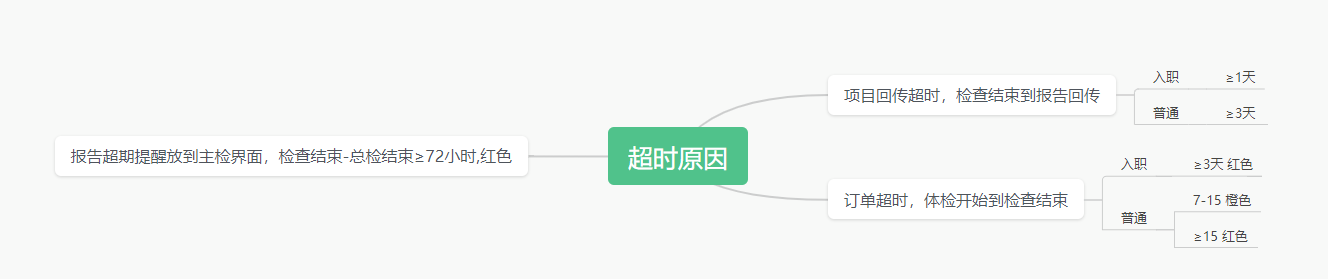 超时原因
报告超期提醒放到主检界面，检查结束-总检结束≥72小时,红色
项目回传超时，检查结束到报告回传
入职 ≥1天
普通 ≥3天
订单超时，体检开始到检查结束
入职 ≥3天 红色
普通
7-15 橙色
≥15 红色